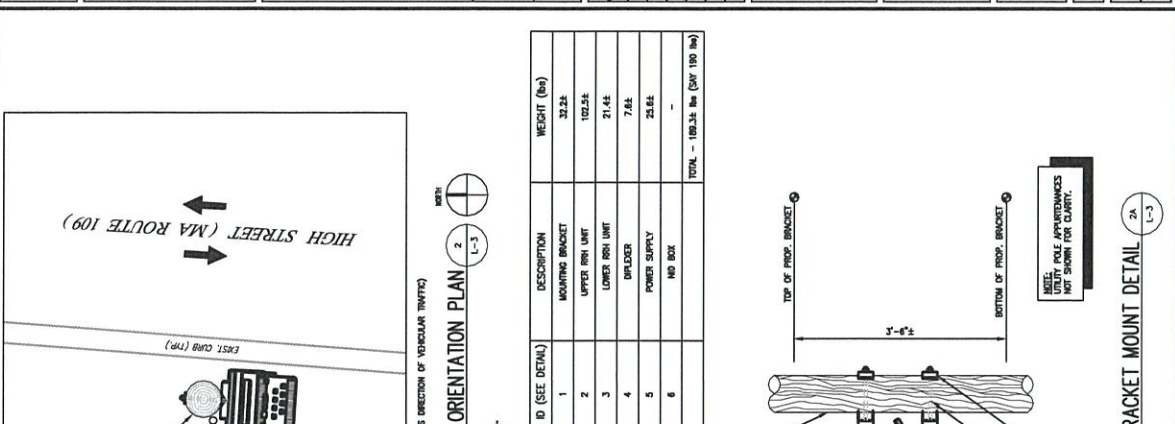 HIGH STREET (MA ROUTE 109)
EXIST. CURB (TYP.)
S DIRECTION OF VEHICULAR TRAFFIC)
ORIENTATION PLAN
2
L-3
NORTH
ID (SEE DETAIL) DESCRIPTION WEIGHT (lbs)
1 MOUNTING BRACKET 32.2±
2 UPPER RRH UNIT 102.5±
3 LOWER RRH UNIT 21.4±
4 DIPLEXER 7.6±
5 POWER SUPPLY 25.6±
6 NID BOX -
TOTAL - 189.3± lbs (SAY 190 lbs)
TOP OF PROP. BRACKET
3'-6"±
BOTTOM OF PROP. BRACKET
NOTE:
UTILITY POLE APPURTENANCES
NOT SHOWN FOR CLARITY.
RACKET MOUNT DETAIL
2A
L-3